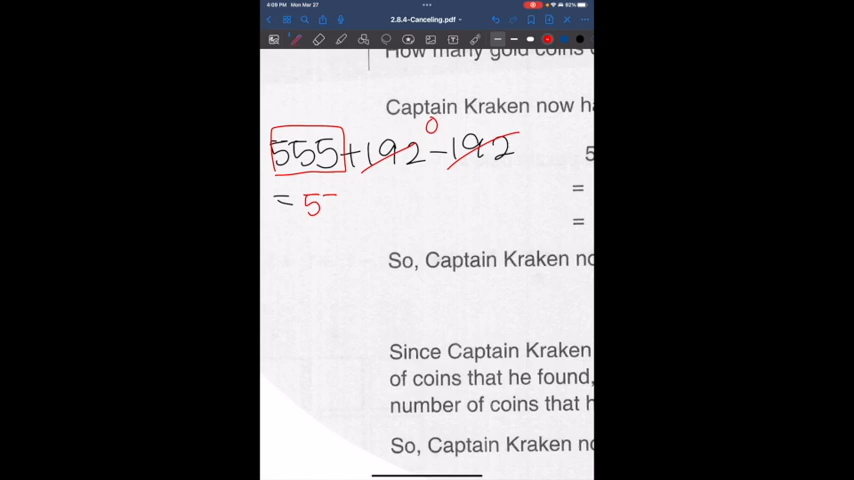 4:09 PM Mon Mar 27
92%
2.8.4-Canceling.pdf
How many gold coins
Captain Kraken now ha
0
555+192-192
5
= 5
=
=
So, Captain Kraken no
Since Captain Kraken
of coins that he found,
number of coins that h
So, Captain Kraken no